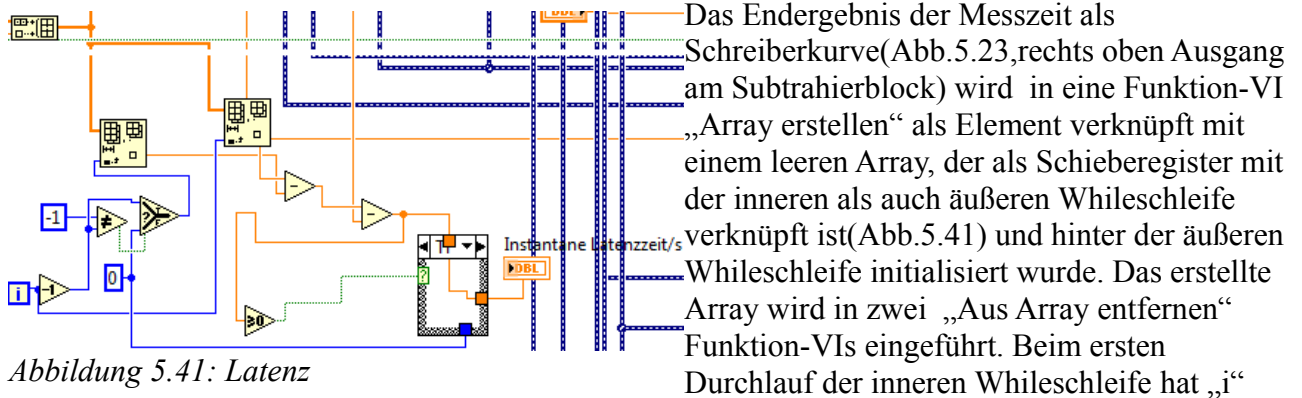 DBL
-1
0
i
-1
≠
?
T
F
-
-
≥0
T
?
Instantane Latenzzeit/s
DBL
Abbildung 5.41: Latenz
Das Endergebnis der Messzeit als
Schreiberkurve(Abb.5.23,rechts oben Ausgang
am Subtrahierblock) wird in eine Funktion-VI
„Array erstellen“ als Element verknüpft mit
einem leeren Array, der als Schieberegister mit
der inneren als auch äußeren Whileschleife
verknüpft ist(Abb.5.41) und hinter der äußeren
Whileschleife initialisiert wurde. Das erstellte
Array wird in zwei „Aus Array entfernen“
Funktion-VIs eingeführt. Beim ersten
Durchlauf der inneren Whileschleife hat „i“